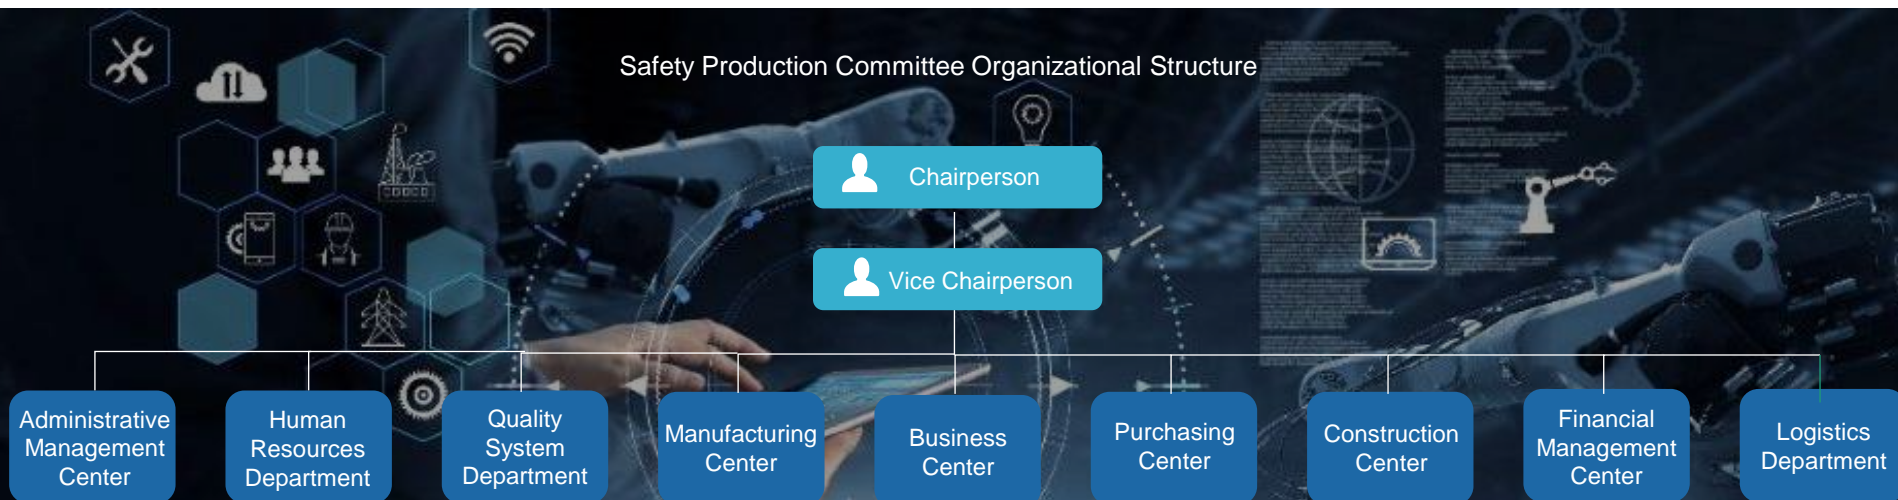 Safety Production Committee Organizational Structure
Chairperson
Vice Chairperson
Administrative
Management
Center
Human
Resources
Department
Quality
System
Department
Manufacturing
Center
Business
Center
Purchasing
Center
Construction
Center
Financial
Management
Center
Logistics
Department